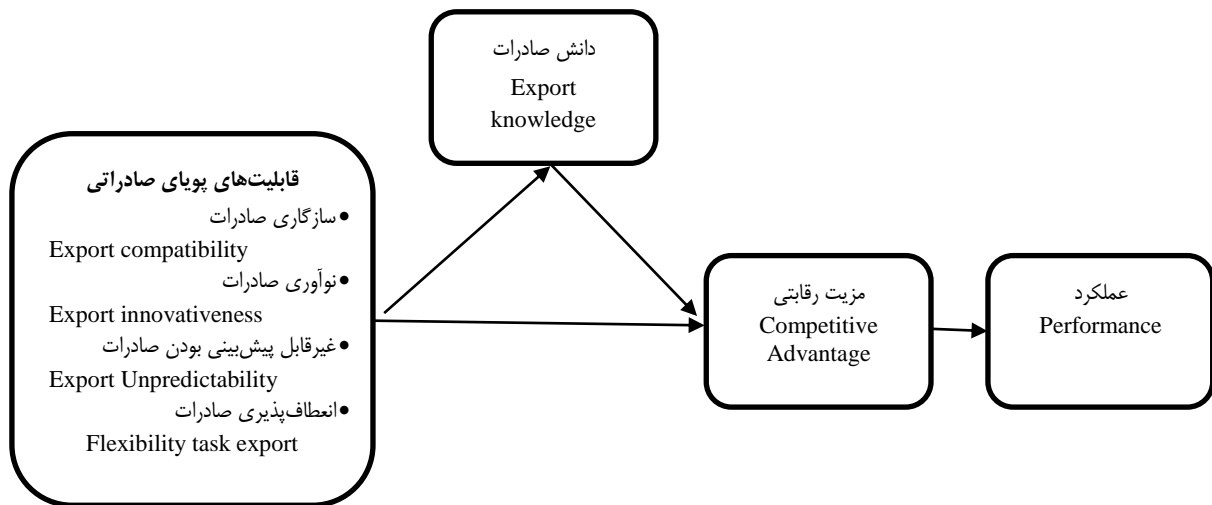 دانش صادرات
Export
knowledge
قابلیت‌های پویای صادراتی
•سازگاری صادرات
Export compatibility
•نوآوری صادرات
Export innovativeness
•غیرقابل پیش‌بینی بودن صادرات
Export Unpredictability
•انعطاف‌پذیری صادرات
Flexibility task export
مزیت رقابتی
Competitive
Advantage
عملکرد
Performance